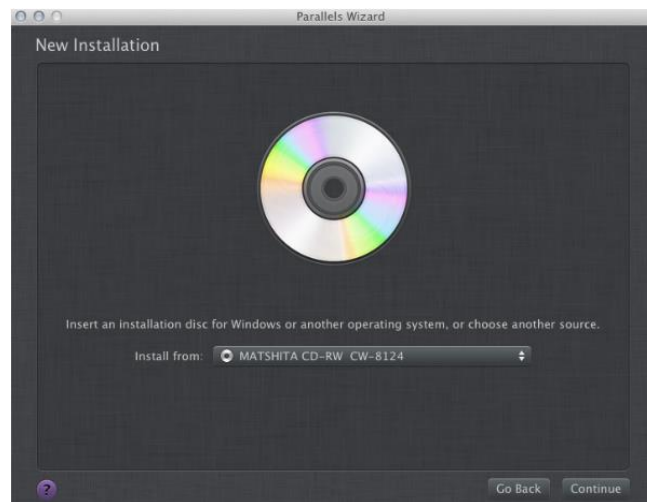 Parallels Wizard
New Installation
Insert an installation disc for Windows or another operating system, or choose another source.
Install from: MATSHITA CD-RW CW-8124
? Go Back Continue